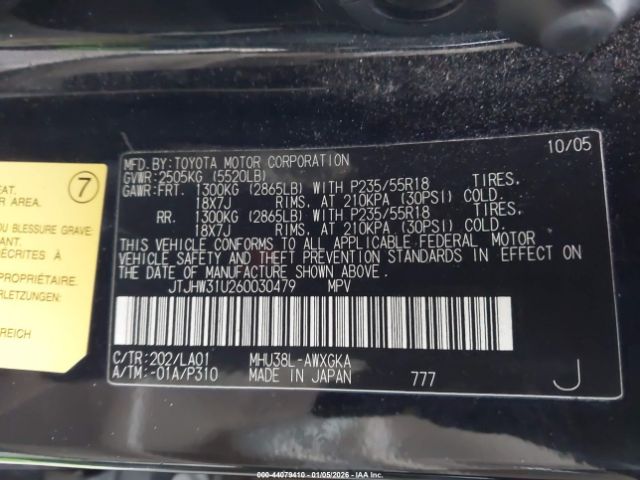 7
EAT.
R AREA.
OU BLESSURE GRAVE
ANT.
DÉCRITES À
PROPRIÉTAIRE.
ERLETZUNGEN.
EREICH
MFD.BY:TOYOTA MOTOR CORPORATION 10/05
GVWR:2505KG (5520LB)
GAWR:FRT. 1300KG (2865LB) WITH P235/55R18 TIRES,
18X7J RIMS, AT 210KPA (30PSI) COLD.
RR. 1300KG (2865LB) WITH P235/55R18 TIRES,
18X7J RIMS, AT 210KPA (30PSI) COLD.
THIS VEHICLE CONFORMS TO ALL APPLICABLE FEDERAL MOTOR
VEHICLE SAFETY AND THEFT PREVENTION STANDARDS IN EFFECT ON
THE DATE OF MANUFACTURE SHOWN ABOVE.
JTJHW31U260030479 MPV
C/TR:202/LA01 MHU38L-AWXGKA
A/TM:-01A/P310 MADE IN JAPAN 777 J
000-44079410 - 01/05/2026 - © IAA Inc.